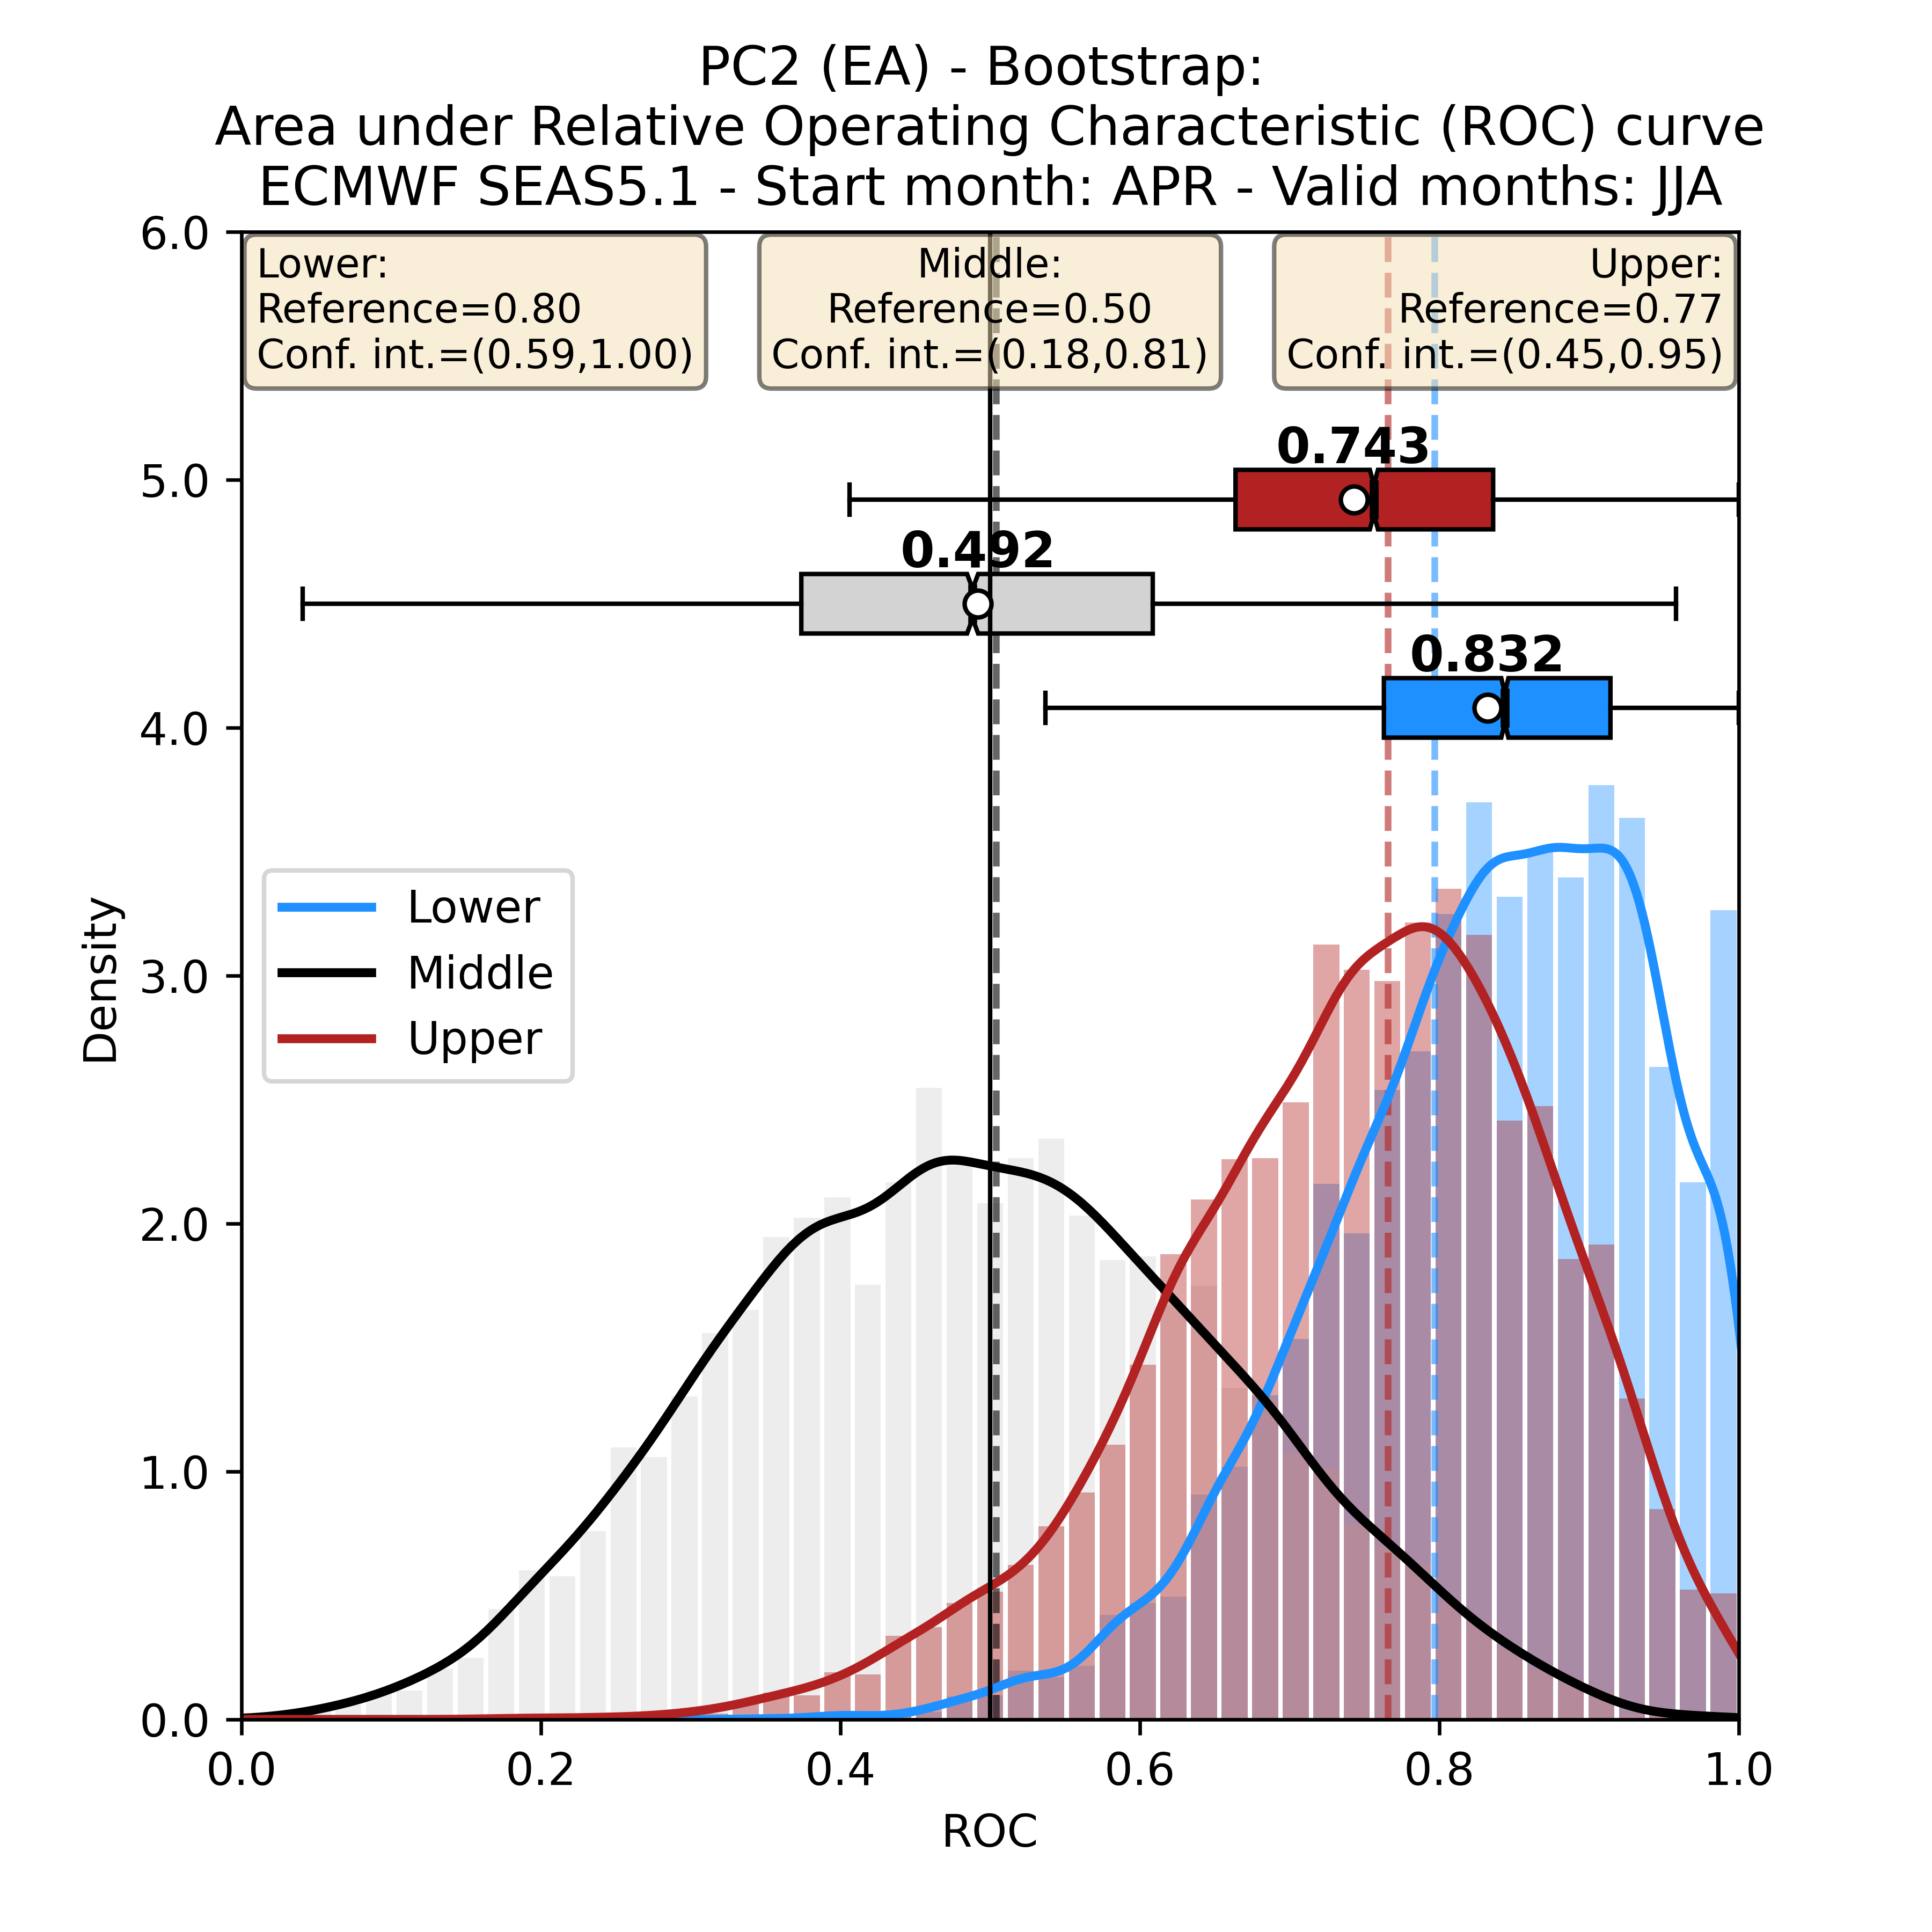 PC2 (EA) - Bootstrap:
Area under Relative Operating Characteristic (ROC) curve
ECMWF SEAS5.1 - Start month: APR - Valid months: JJA
6.0
Lower:
Reference=0.80
Conf. int.=(0.59,1.00)
Middle:
Reference=0.50
Conf. int.=(0.18,0.81)
Upper:
Reference=0.77
Conf. int.=(0.45,0.95)
0.743
5.0
0.492
0.832
4.0
Lower
Middle
Upper
Density
3.0
2.0
1.0
0.0
0.0 0.2 0.4 0.6 0.8 1.0
ROC